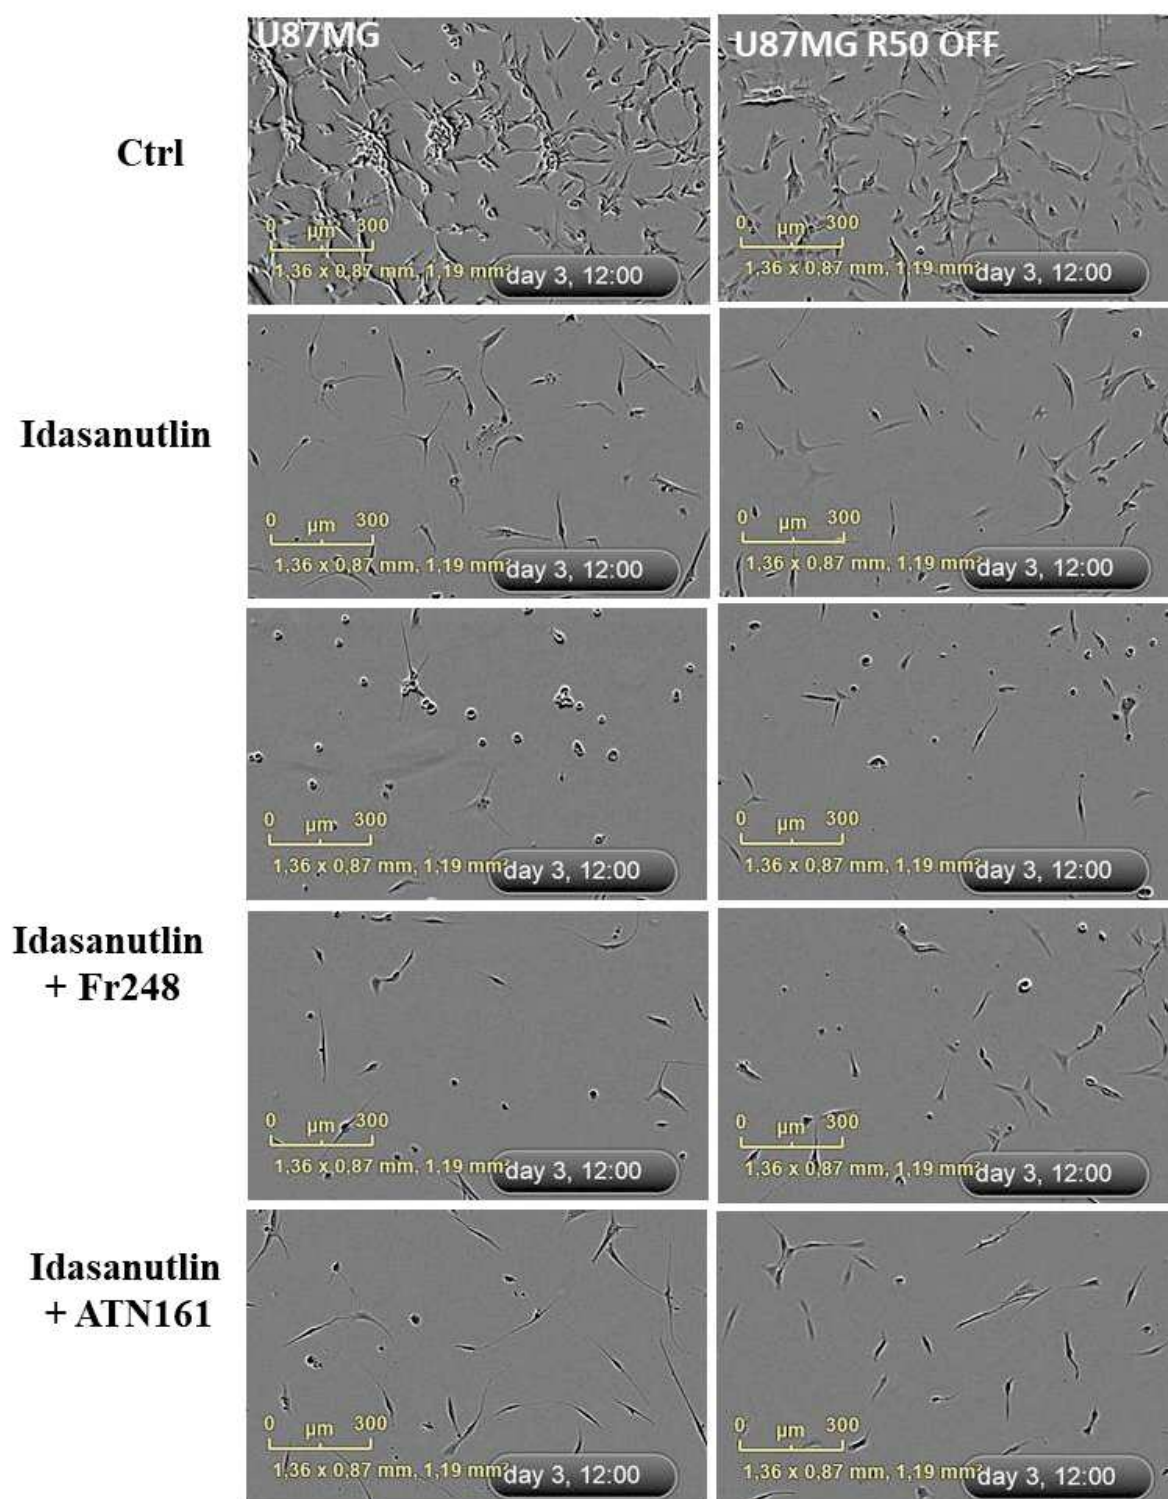 U87MG
U87MG R50 OFF
Ctrl
0 µm 300
1,36 x 0,87 mm, 1,19 mm²
day 3, 12:00
0 µm 300
1,36 x 0,87 mm, 1,19 mm²
day 3, 12:00
Idasanutlin
0 µm 300
1,36 x 0,87 mm, 1,19 mm²
day 3, 12:00
0 µm 300
1,36 x 0,87 mm, 1,19 mm²
day 3, 12:00
0 µm 300
1,36 x 0,87 mm, 1,19 mm²
day 3, 12:00
0 µm 300
1,36 x 0,87 mm, 1,19 mm²
day 3, 12:00
Idasanutlin
+ Fr248
0 µm 300
1,36 x 0,87 mm, 1,19 mm²
day 3, 12:00
0 µm 300
1,36 x 0,87 mm, 1,19 mm²
day 3, 12:00
Idasanutlin
+ ATN161
0 µm 300
1,36 x 0,87 mm, 1,19 mm²
day 3, 12:00
0 µm 300
1,36 x 0,87 mm, 1,19 mm²
day 3, 12:00